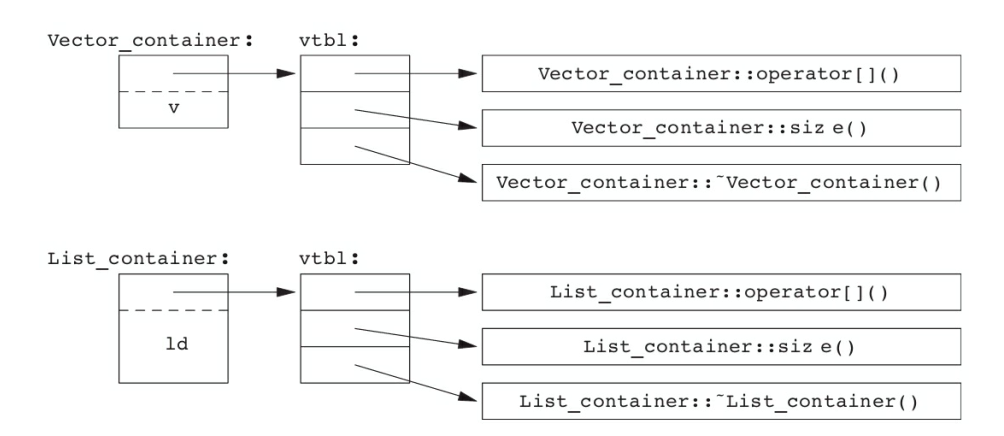 Vector_container: vtbl:
Vector_container::operator[]()
v
Vector_container::siz e()
Vector_container::~Vector_container()
List_container: vtbl:
List_container::operator[]()
ld
List_container::siz e()
List_container::~List_container()